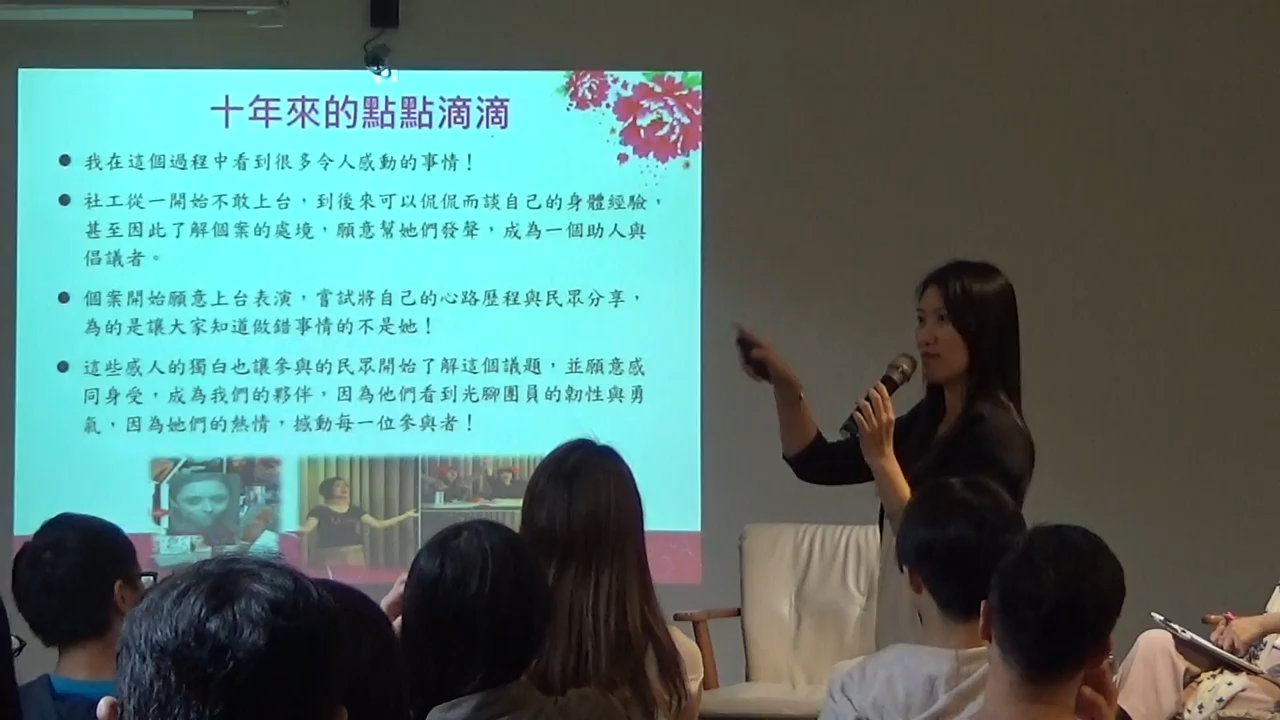 十年來的點點滴滴
我在這個過程中看到很多令人感動的事情！
社工從一開始不敢上台，到後來可以侃侃而談自己的身體經驗，
甚至因此了解個案的處境，願意幫她們發聲，成為一個助人與
倡議者。
個案開始願意上台表演，嘗試將自己的心路歷程與民眾分享，
為的是讓大家知道做錯事情的不是她！
這些感人的獨白也讓參與的民眾開始了解這個議題，並願意感
同身受，成為我們的夥伴，因為他們看到光腳團員的韌性與勇
氣，因為她們的熱情，撼動每一位參與者！